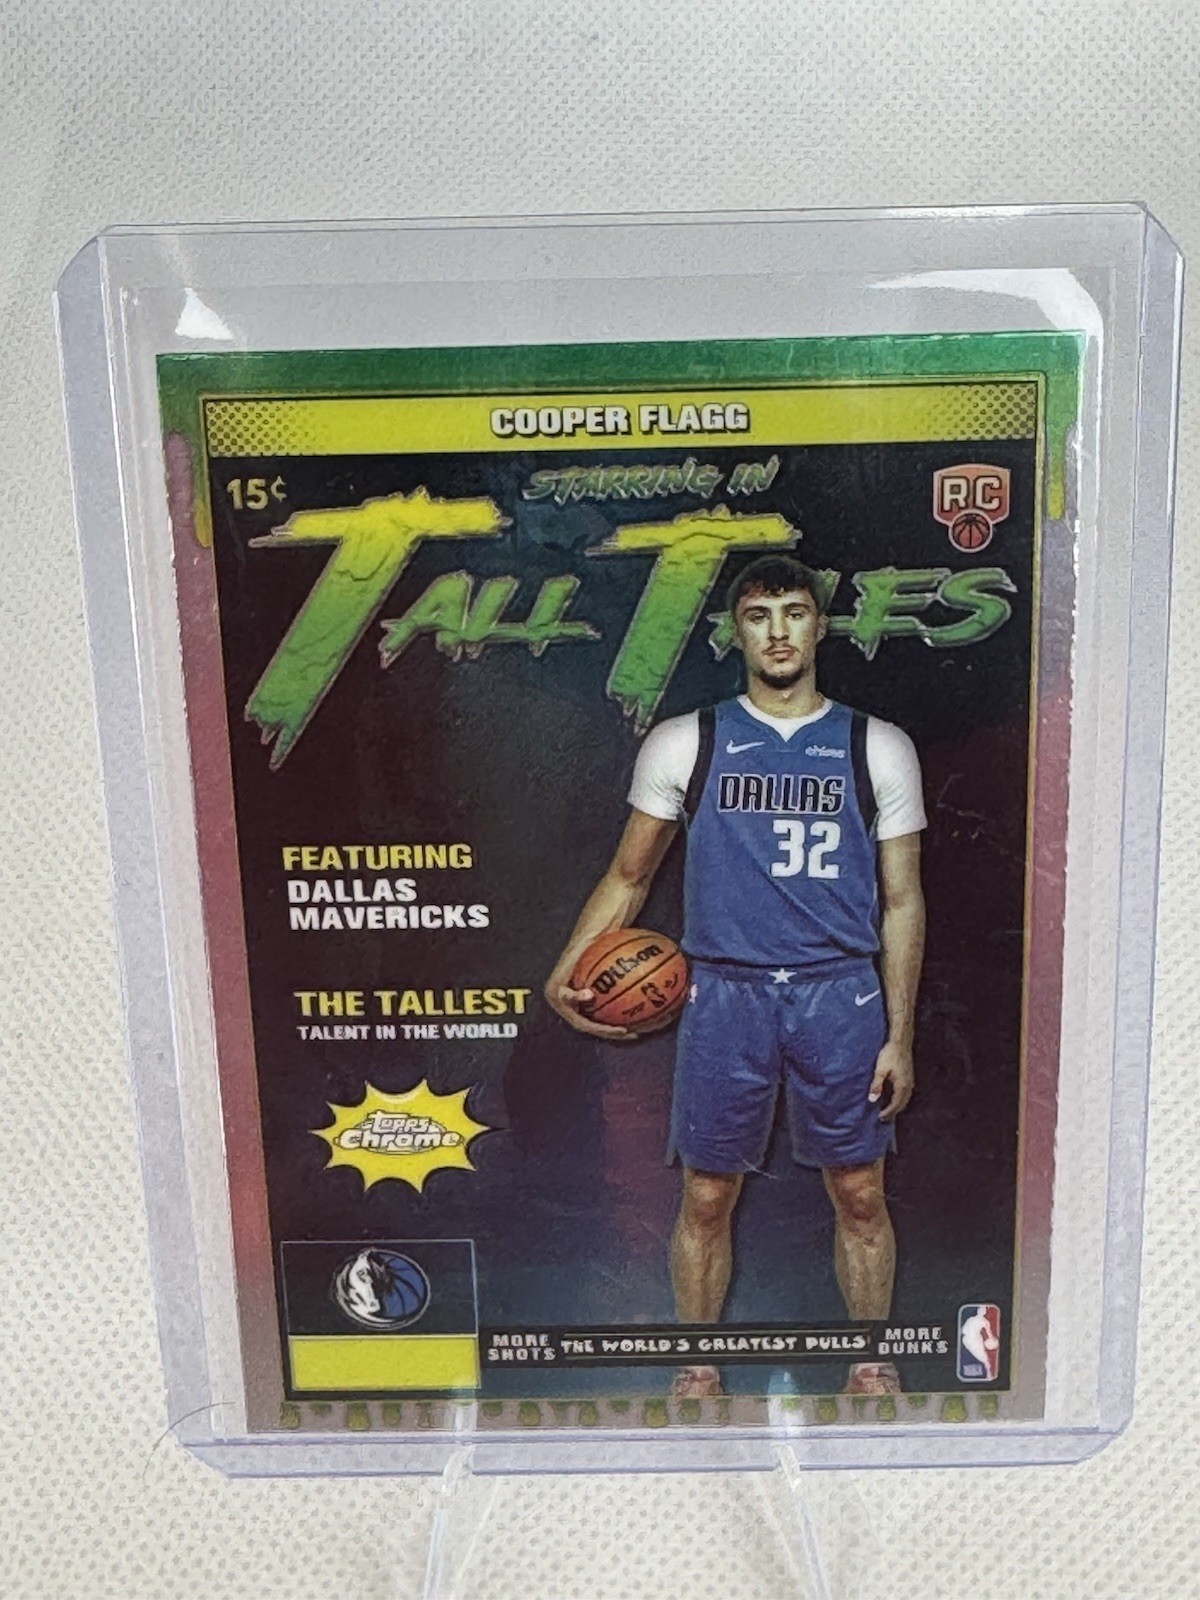 COOPER FLAGG
STARRING IN
15¢
RC
TALL TALES
DALLAS
32
FEATURING
DALLAS
MAVERICKS
Wilson
THE TALLEST
TALENT IN THE WORLD
Topps
Chrome
MORE
SHOTS
THE WORLD'S GREATEST PULLS
MORE
DUNKS